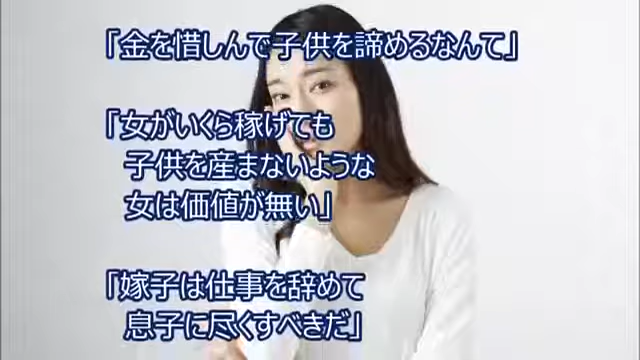 「金を惜しんで子供を諦めるなんて」
「女がいくら稼げても
子供を産まないような
女は価値が無い」
「嫁子は仕事を辞めて
息子に尽くすべきだ」